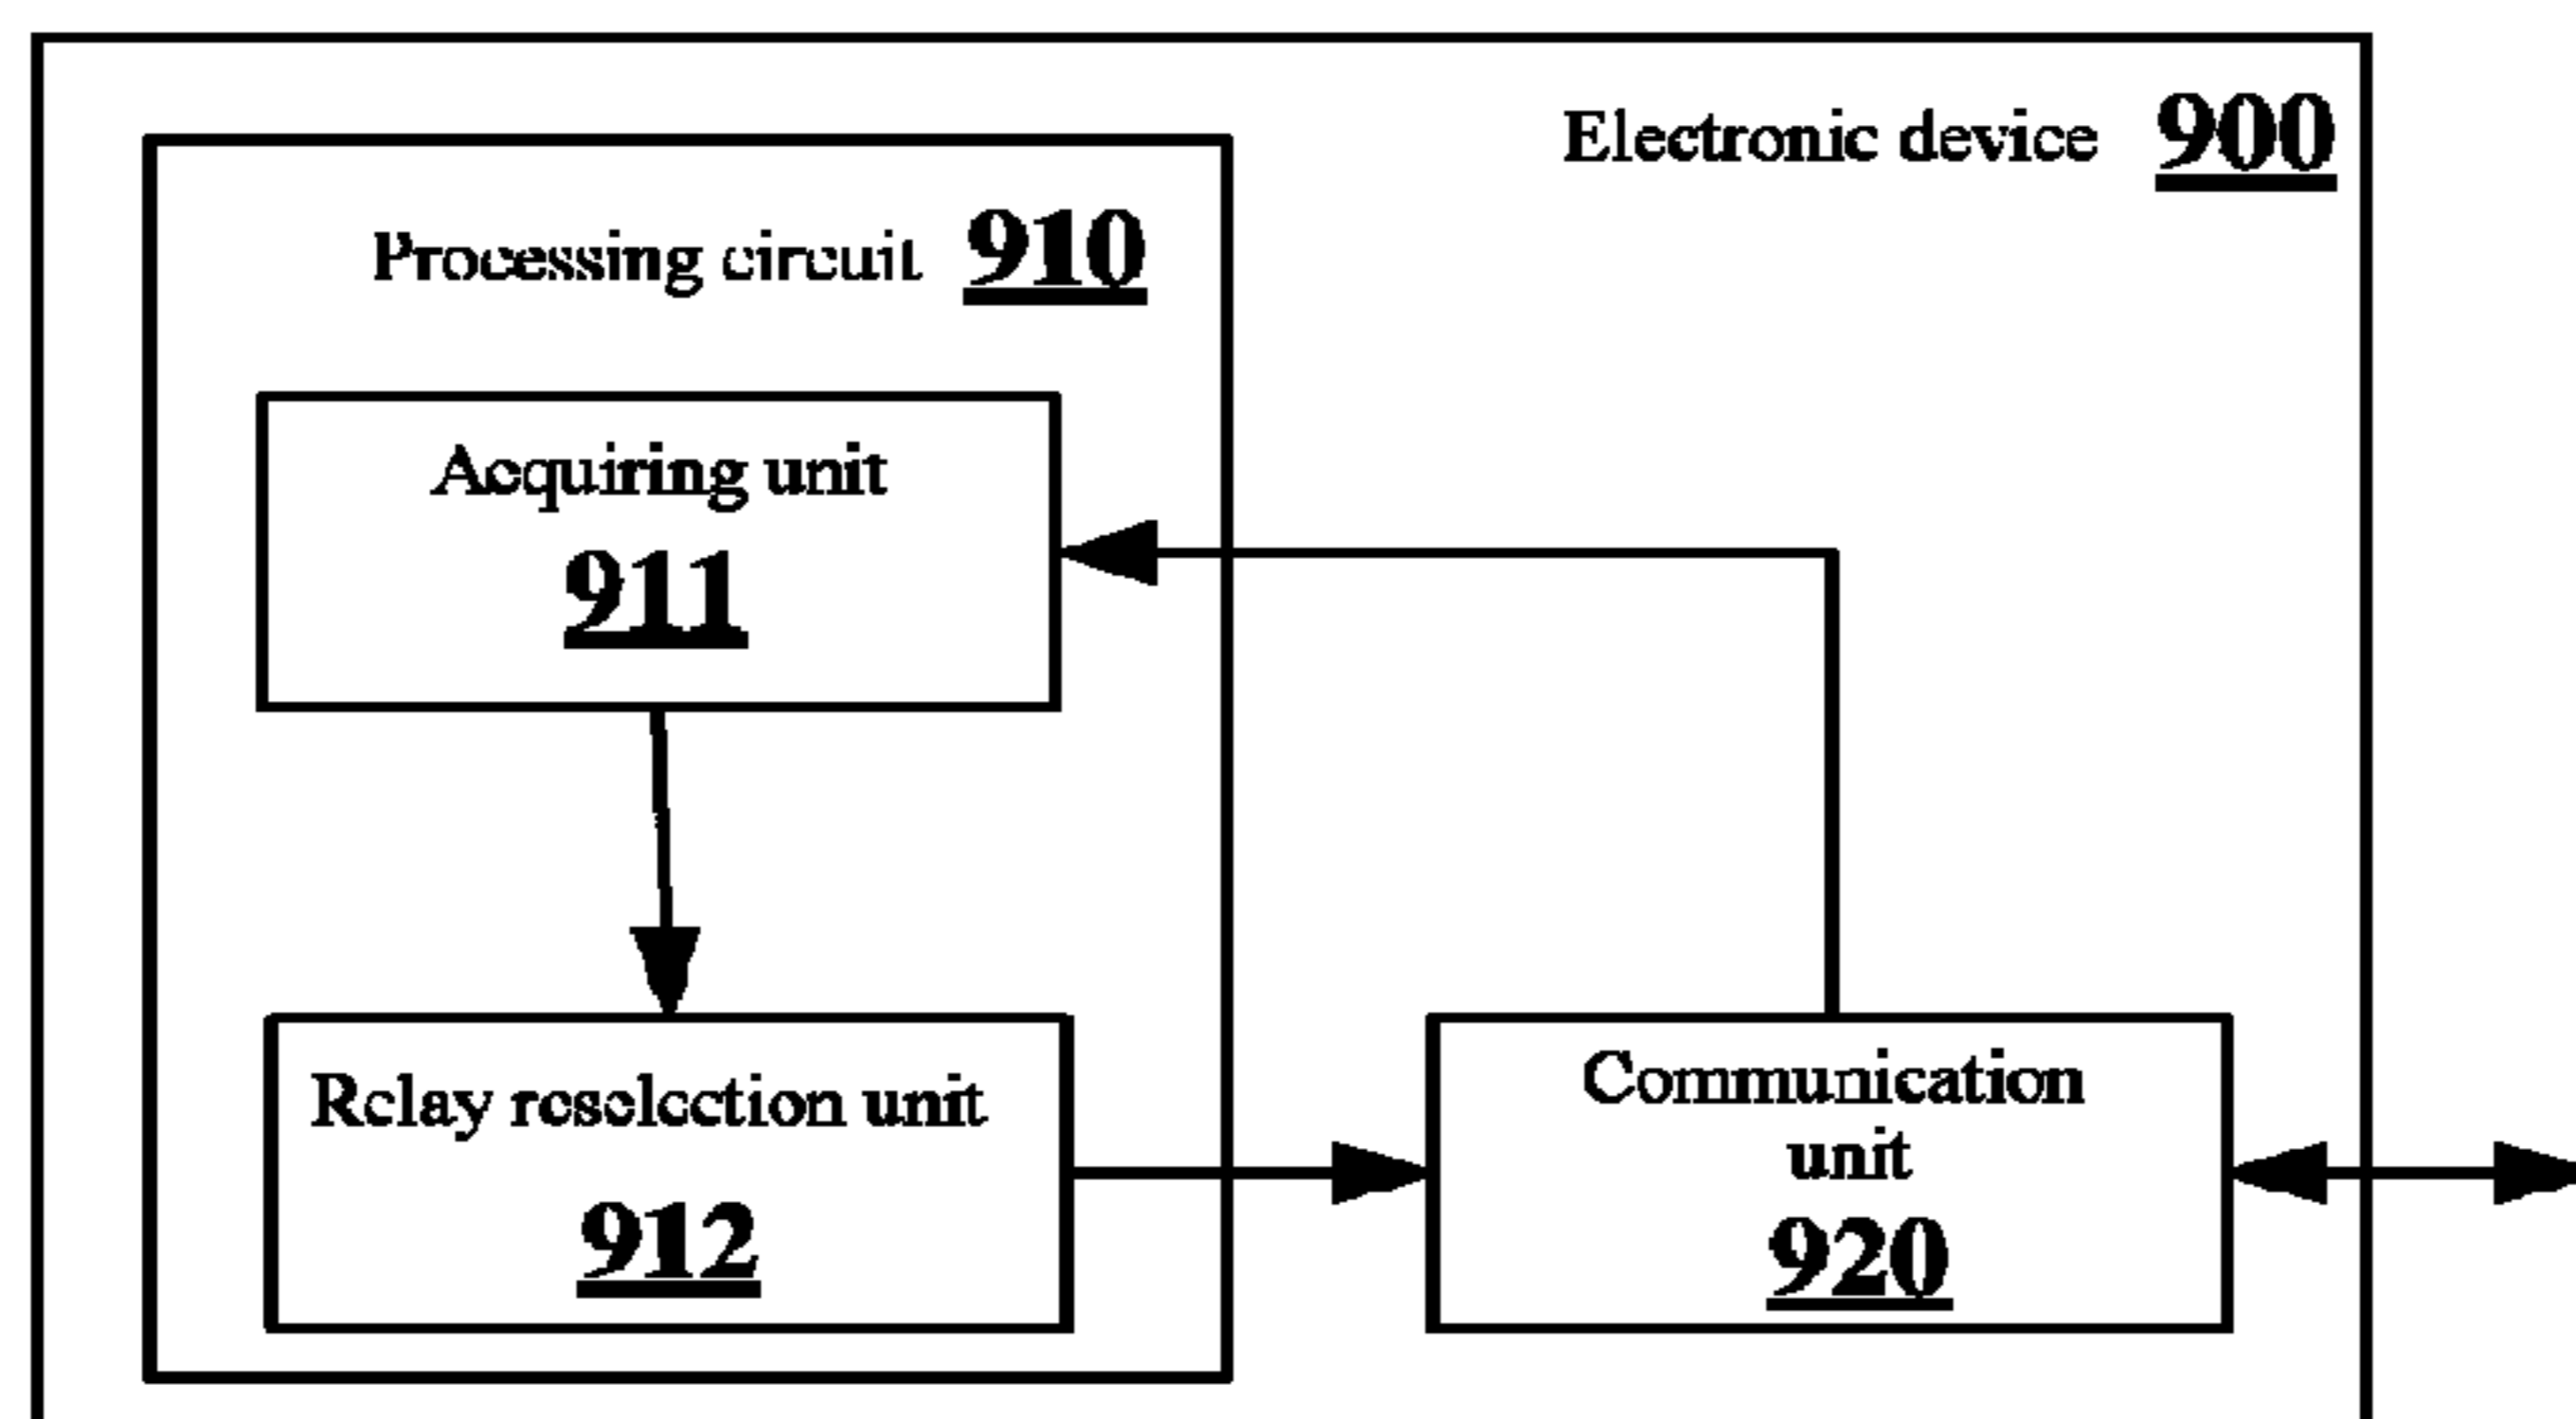 Electronic device 900
Processing circuit 910
Acquiring unit
911
Relay reselection unit
912
Communication
unit
920